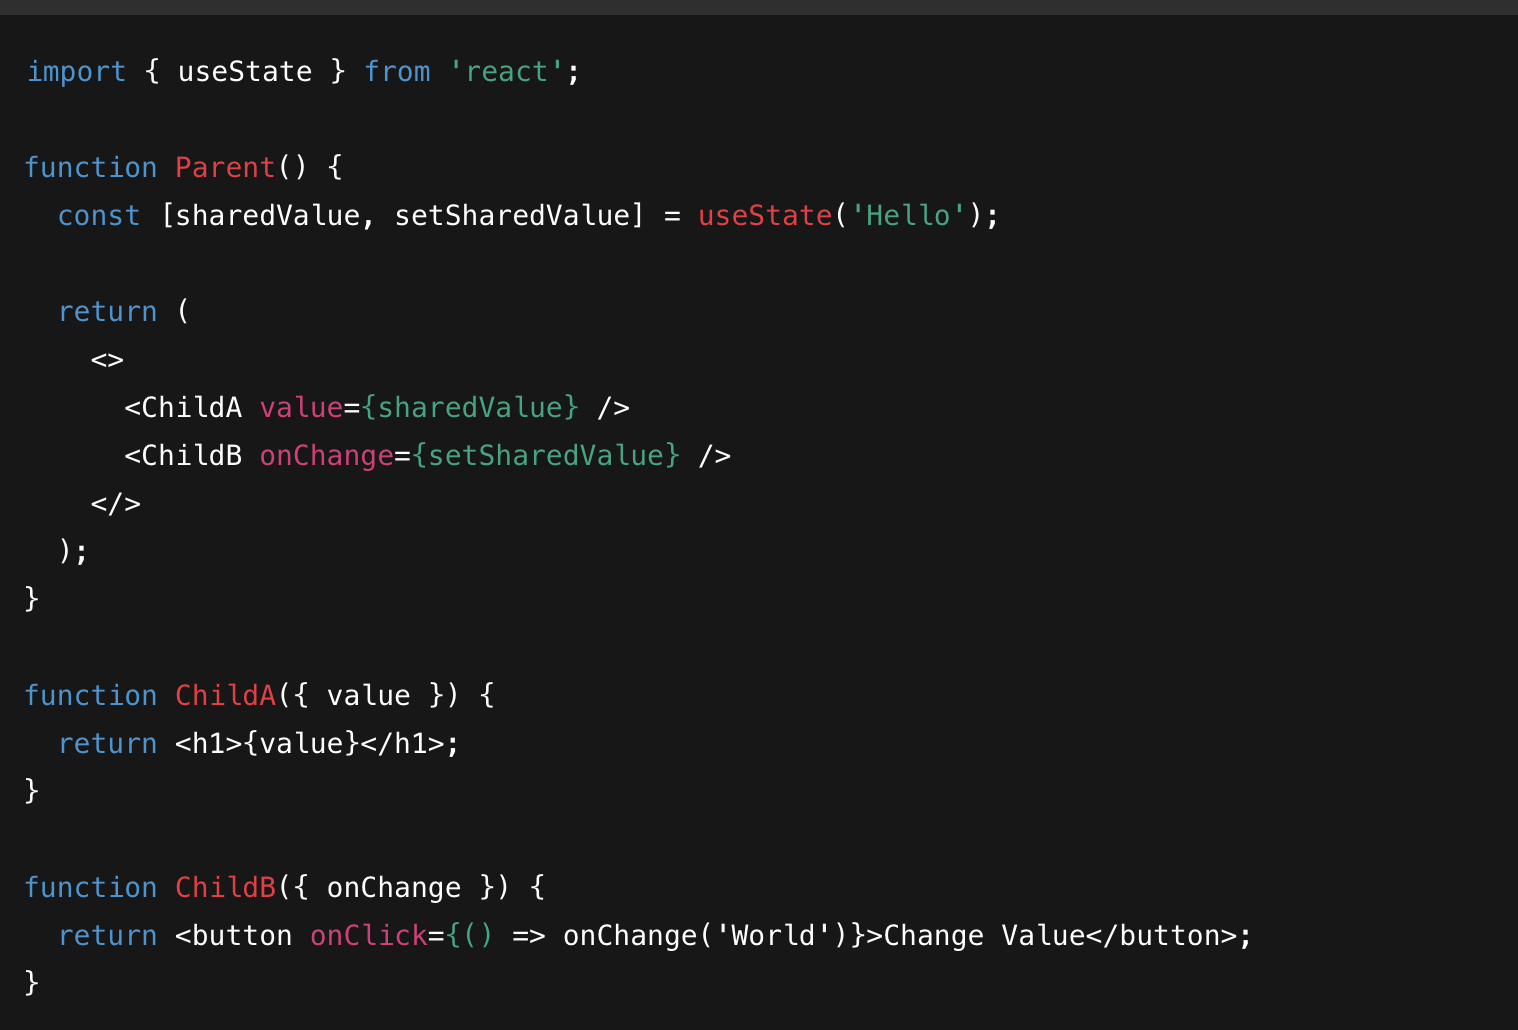 import { useState } from 'react';

function Parent() {
  const [sharedValue, setSharedValue] = useState('Hello');

  return (
    <>
      <ChildA value={sharedValue} />
      <ChildB onChange={setSharedValue} />
    </>
  );
}

function ChildA({ value }) {
  return <h1>{value}</h1>;
}

function ChildB({ onChange }) {
  return <button onClick={() => onChange('World')}>Change Value</button>;
}